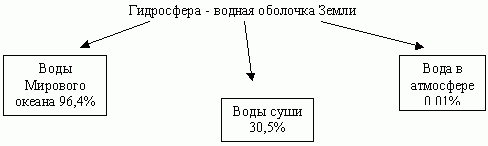 Гидросфера - водная оболочка Земли
Воды
Мирового
океана 96,4%
Воды суши
30,5%
Вода в
атмосфере
0,01%